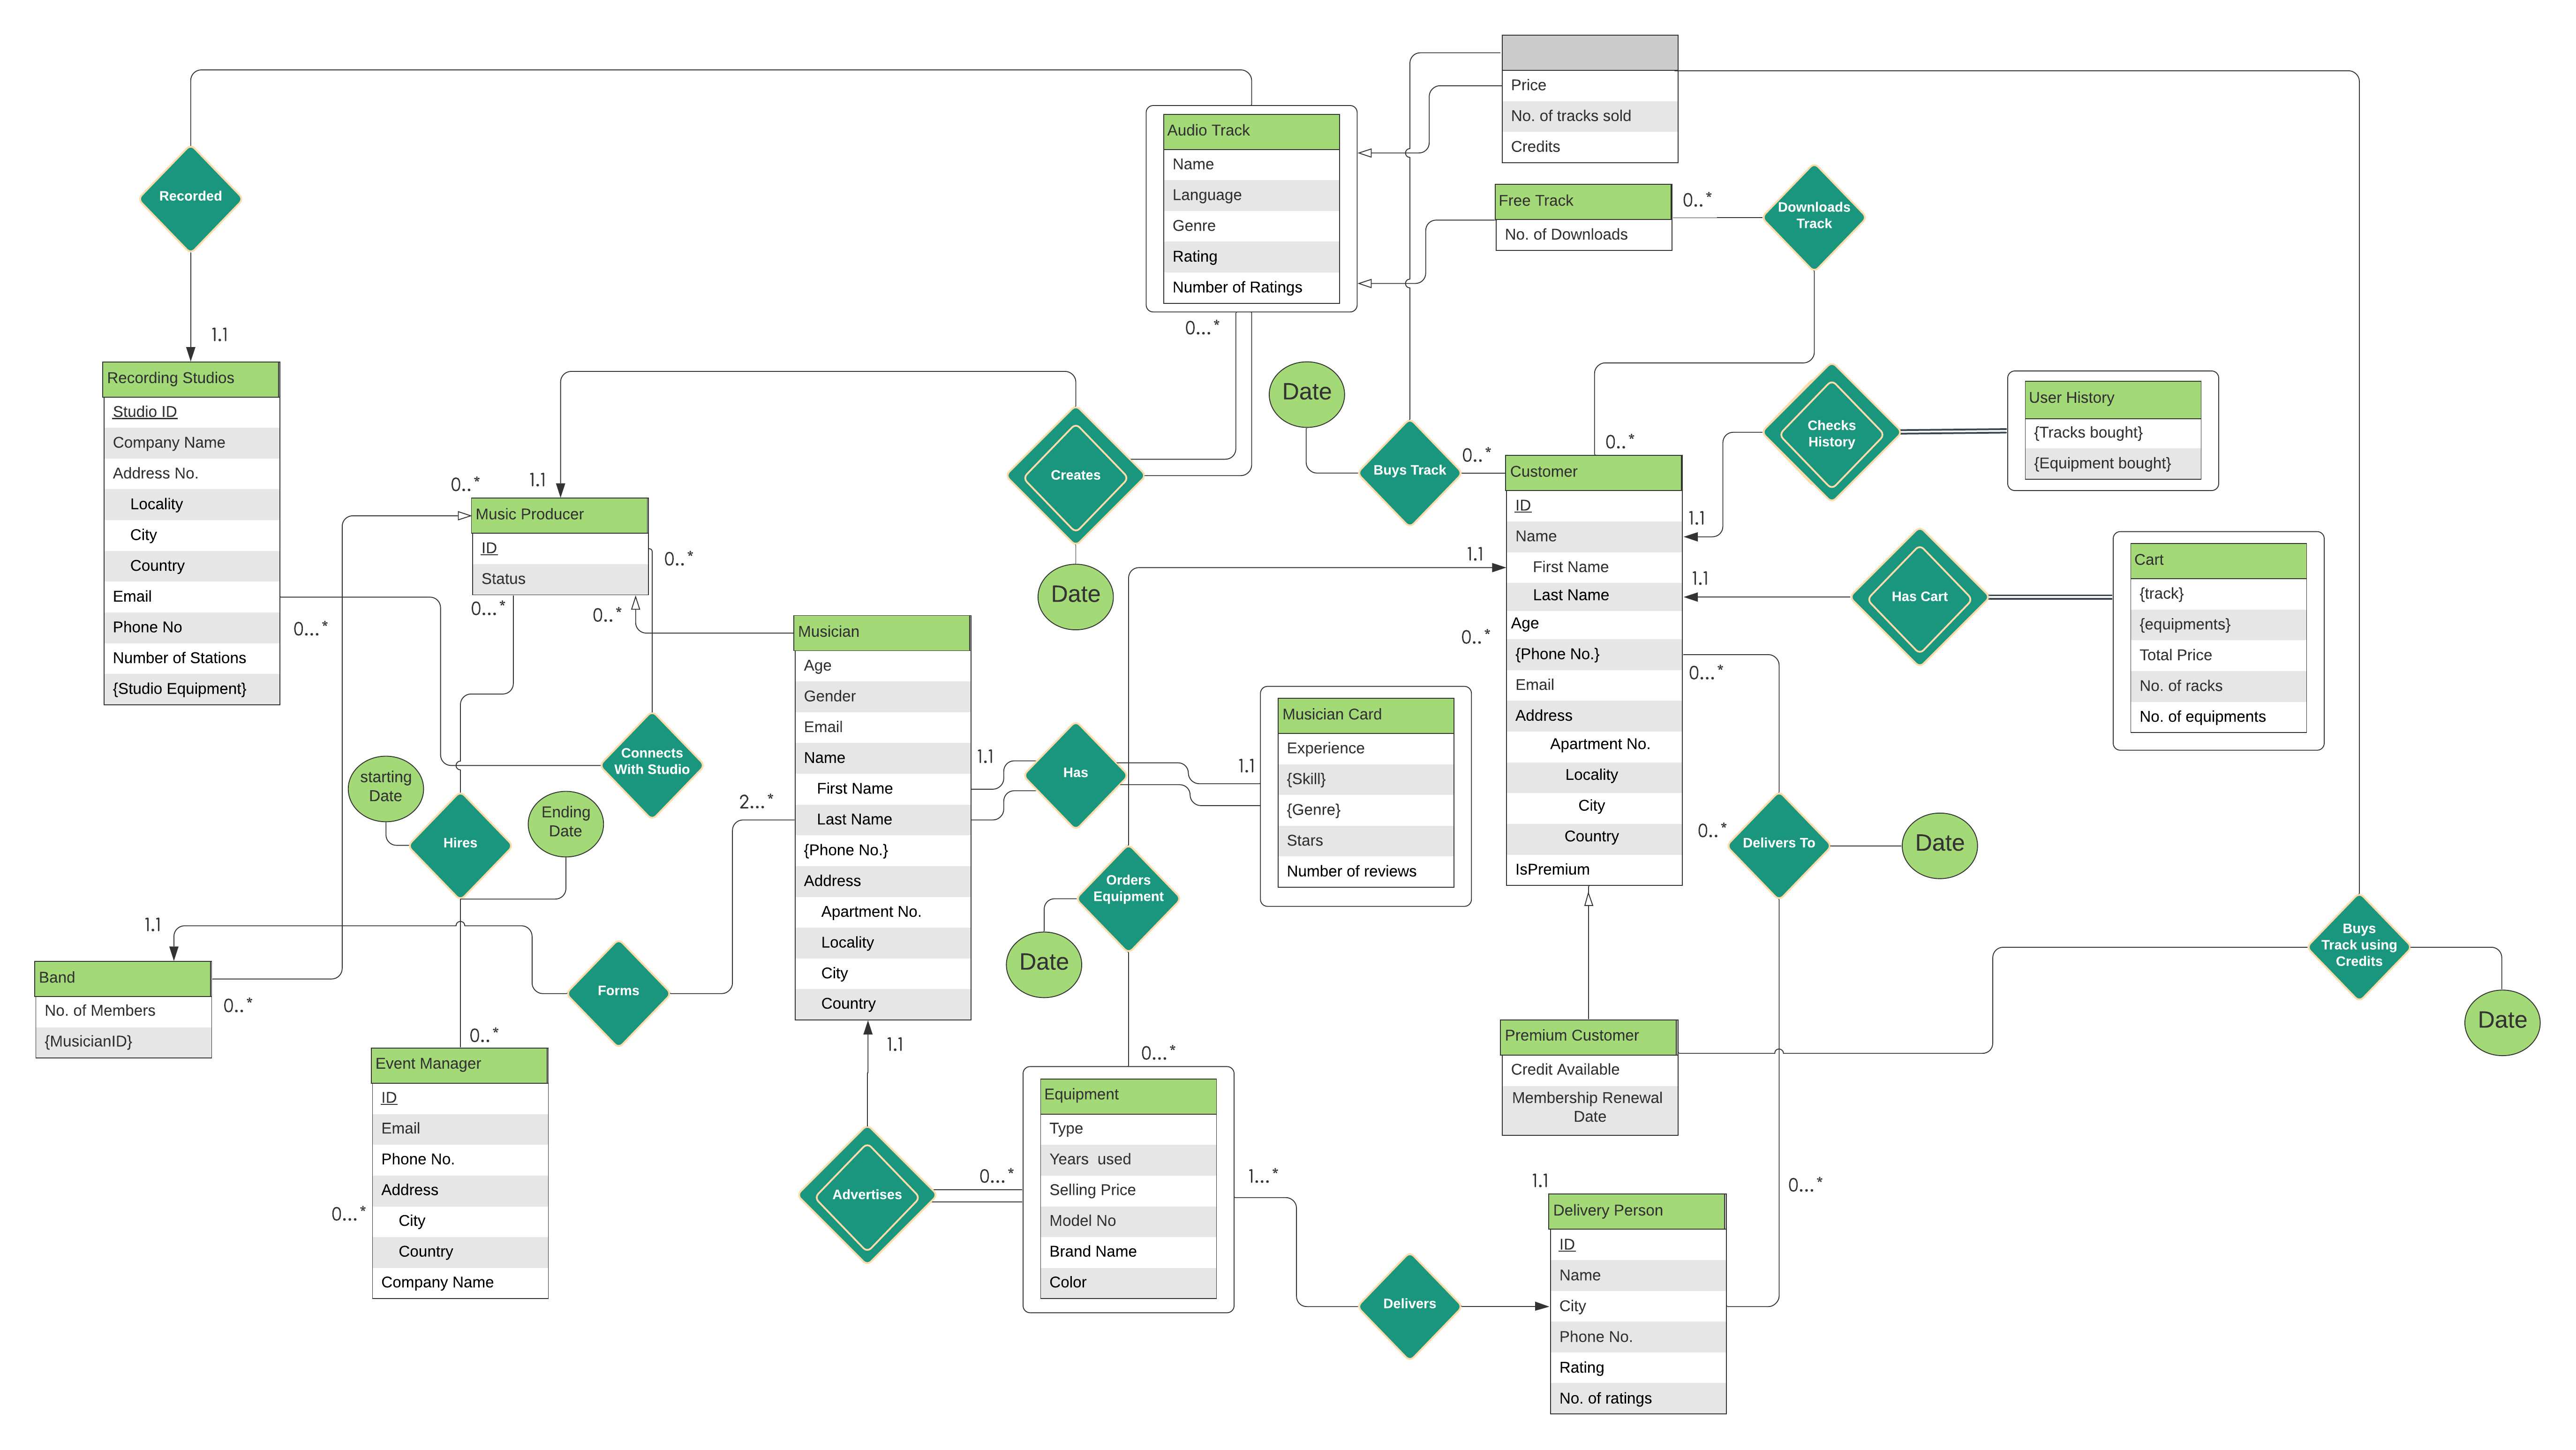 Price
No. of tracks sold
Credits
Audio Track
Name
Language
Genre
Rating
Number of Ratings
0...*
Free Track
No. of Downloads
0..*
Downloads
Track
Recorded
1.1
Recording Studios
Studio ID
Company Name
Address No.
Locality
City
Country
Email
Phone No
Number of Stations
{Studio Equipment}
0...*
Date
Buys Track
0..*
0..*
Checks
History
User History
{Tracks bought}
{Equipment bought}
Creates
Date
0..*
1.1
Music Producer
ID
Status
0..*
0...*
0..*
Customer
ID
Name
First Name
Last Name
Age
{Phone No.}
Email
Address
Apartment No.
Locality
City
Country
IsPremium
1.1
1.1
1.1
0..*
0...*
Has Cart
Cart
{track}
{equipments}
Total Price
No. of racks
No. of equipments
Musician
Age
Gender
Email
Name
First Name
Last Name
{Phone No.}
Address
Apartment No.
Locality
City
Country
1.1
Has
1.1
Musician Card
Experience
{Skill}
{Genre}
Stars
Number of reviews
Connects
With Studio
starting
Date
Ending
Date
Hires
2...*
Orders
Equipment
Date
0..*
Delivers To
Date
1.1
Band
No. of Members
{MusicianID}
0..*
Forms
Buys
Track using
Credits
Date
0..*
Event Manager
ID
Email
Phone No.
Address
City
Country
Company Name
0...*
1.1
Advertises
0...*
0...*
Equipment
Type
Years used
Selling Price
Model No
Brand Name
Color
1...*
Premium Customer
Credit Available
Membership Renewal
Date
1.1
0...*
Delivers
Delivery Person
ID
Name
City
Phone No.
Rating
No. of ratings